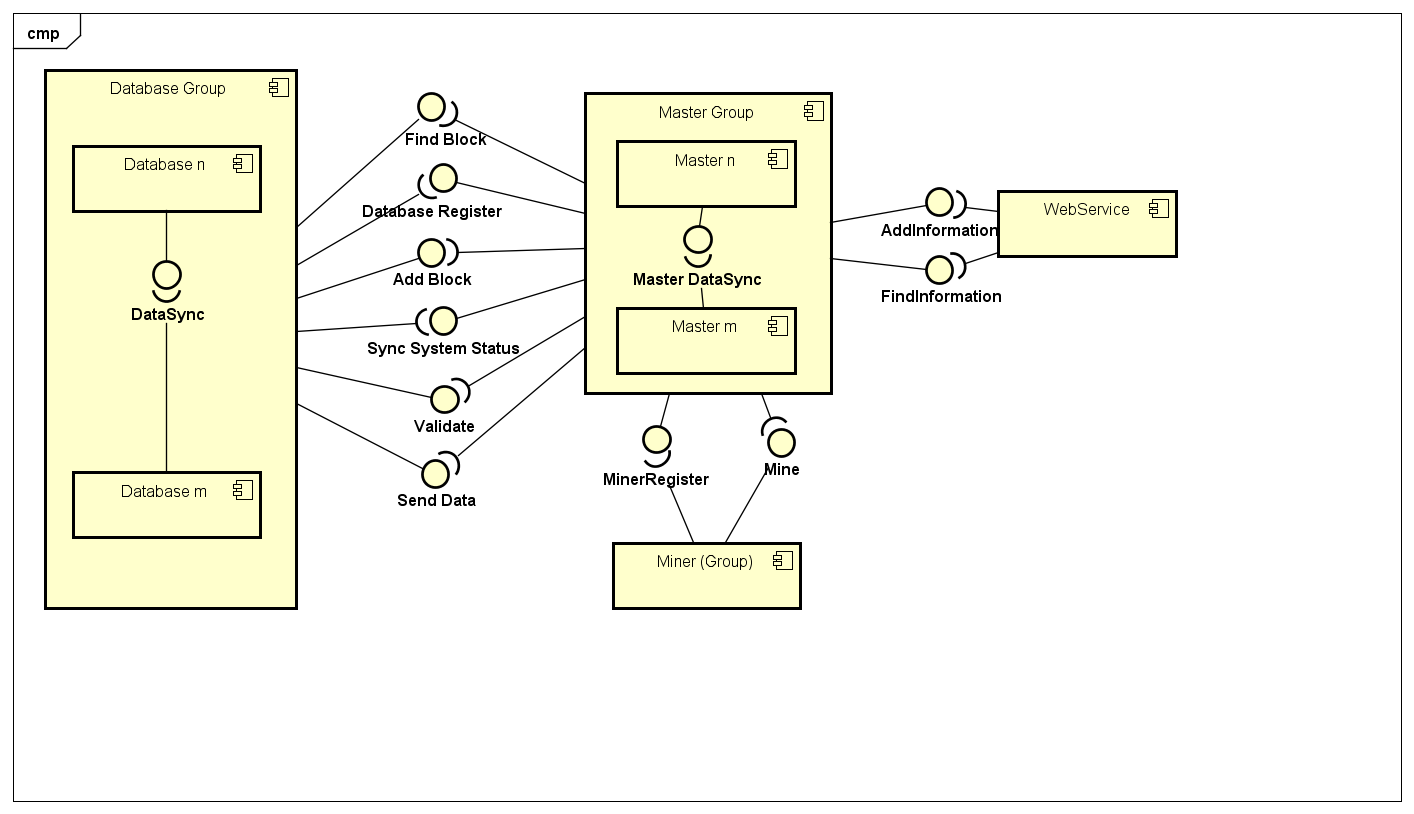 cmp
Database Group
Database n
DataSync
Database m
Find Block
Database Register
Add Block
Sync System Status
Validate
Send Data
Master Group
Master n
Master DataSync
Master m
MinerRegister
Mine
Miner (Group)
AddInformation
FindInformation
WebService